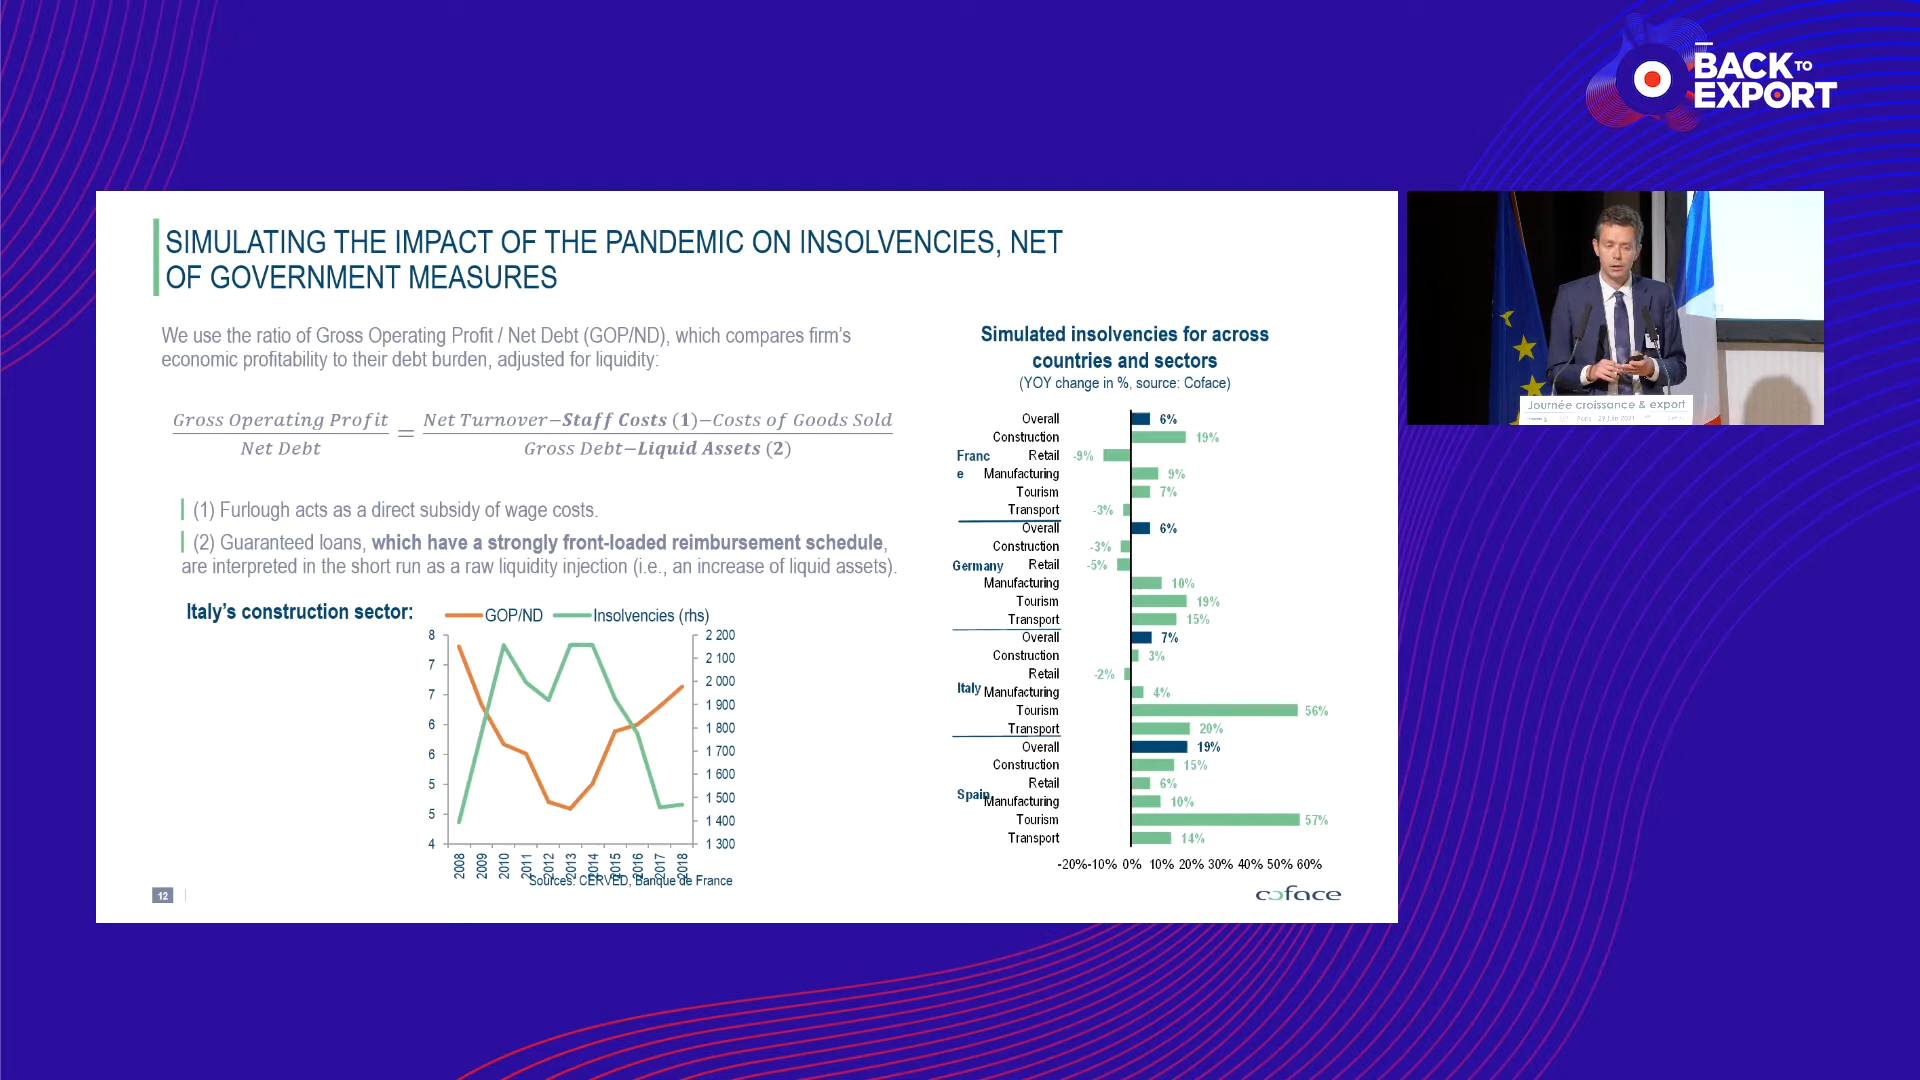 BACK TO
EXPORT
SIMULATING THE IMPACT OF THE PANDEMIC ON INSOLVENCIES, NET
OF GOVERNMENT MEASURES
We use the ratio of Gross Operating Profit / Net Debt (GOP/ND), which compares firm's
economic profitability to their debt burden, adjusted for liquidity:
Gross Operating Profit / Net Debt = Net Turnover−Staff Costs (1)−Costs of Goods Sold / Gross Debt−Liquid Assets (2)
(1) Furlough acts as a direct subsidy of wage costs.
(2) Guaranteed loans, which have a strongly front-loaded reimbursement schedule,
are interpreted in the short run as a raw liquidity injection (i.e., an increase of liquid assets).
Italy's construction sector:
GOP/ND
Insolvencies (rhs)
8
7
7
6
6
5
5
4
2 200
2 100
2 000
1 900
1 800
1 700
1 600
1 500
1 400
1 300
2008
2009
2010
2011
2012
2013
2014
2015
2016
2017
2018
Sources: CERVED, Banque de France
12
Simulated insolvencies for across
countries and sectors
(YOY change in %, source: Coface)
France
Overall 6%
Construction 19%
Retail -9%
Manufacturing 9%
Tourism 7%
Transport -3%
Germany
Overall 6%
Construction -3%
Retail -5%
Manufacturing 10%
Tourism 19%
Transport 15%
Italy
Overall 7%
Construction 3%
Retail -2%
Manufacturing 4%
Tourism 56%
Transport 20%
Spain
Overall 19%
Construction 15%
Retail 6%
Manufacturing 10%
Tourism 57%
Transport 14%
-20% -10% 0% 10% 20% 30% 40% 50% 60%
coface
Journée croissance & export
Paris 29 juin 2021